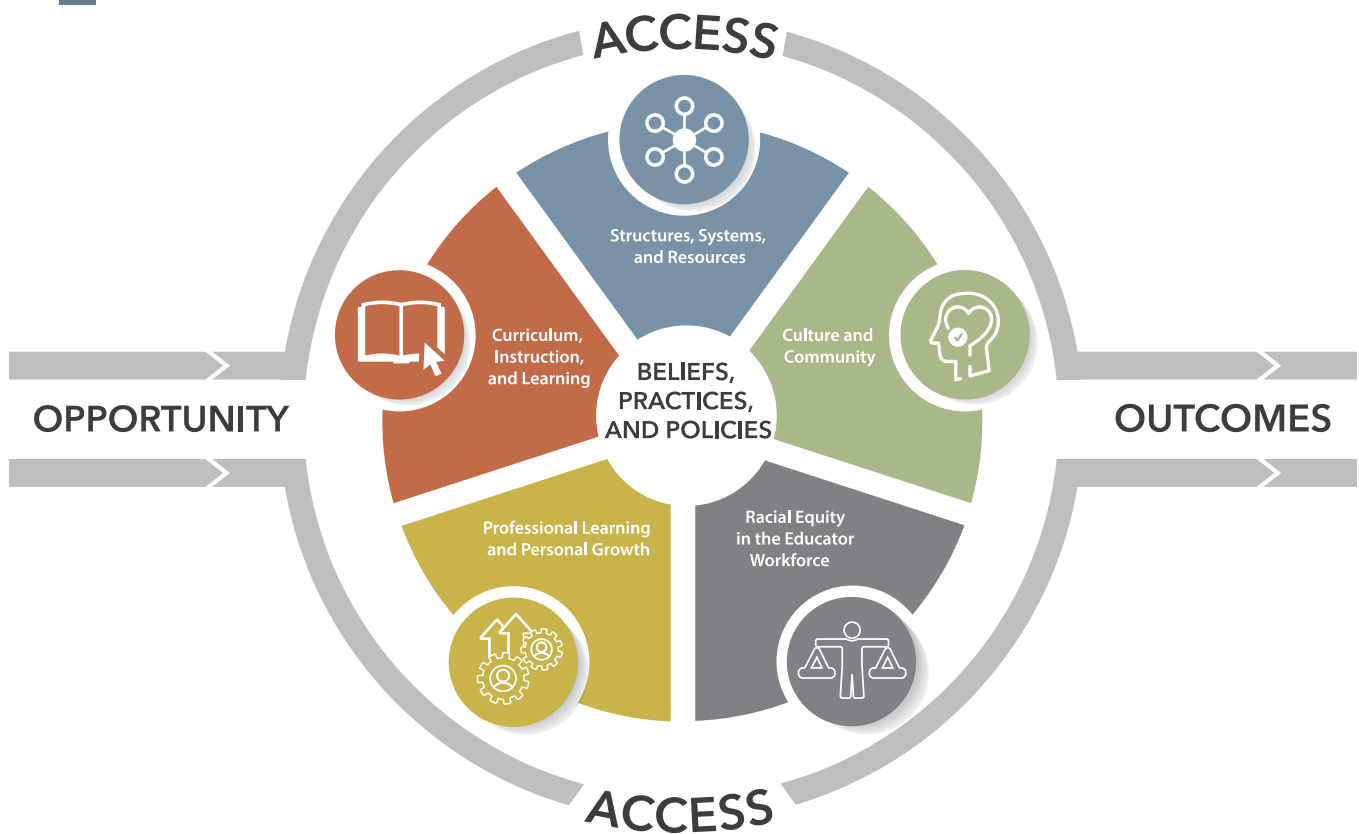 ACCESS
Structures, Systems,
and Resources
Curriculum,
Instruction,
and Learning
Culture and
Community
BELIEFS,
PRACTICES,
AND POLICIES
OPPORTUNITY
OUTCOMES
Professional Learning
and Personal Growth
Racial Equity
in the Educator
Workforce
ACCESS